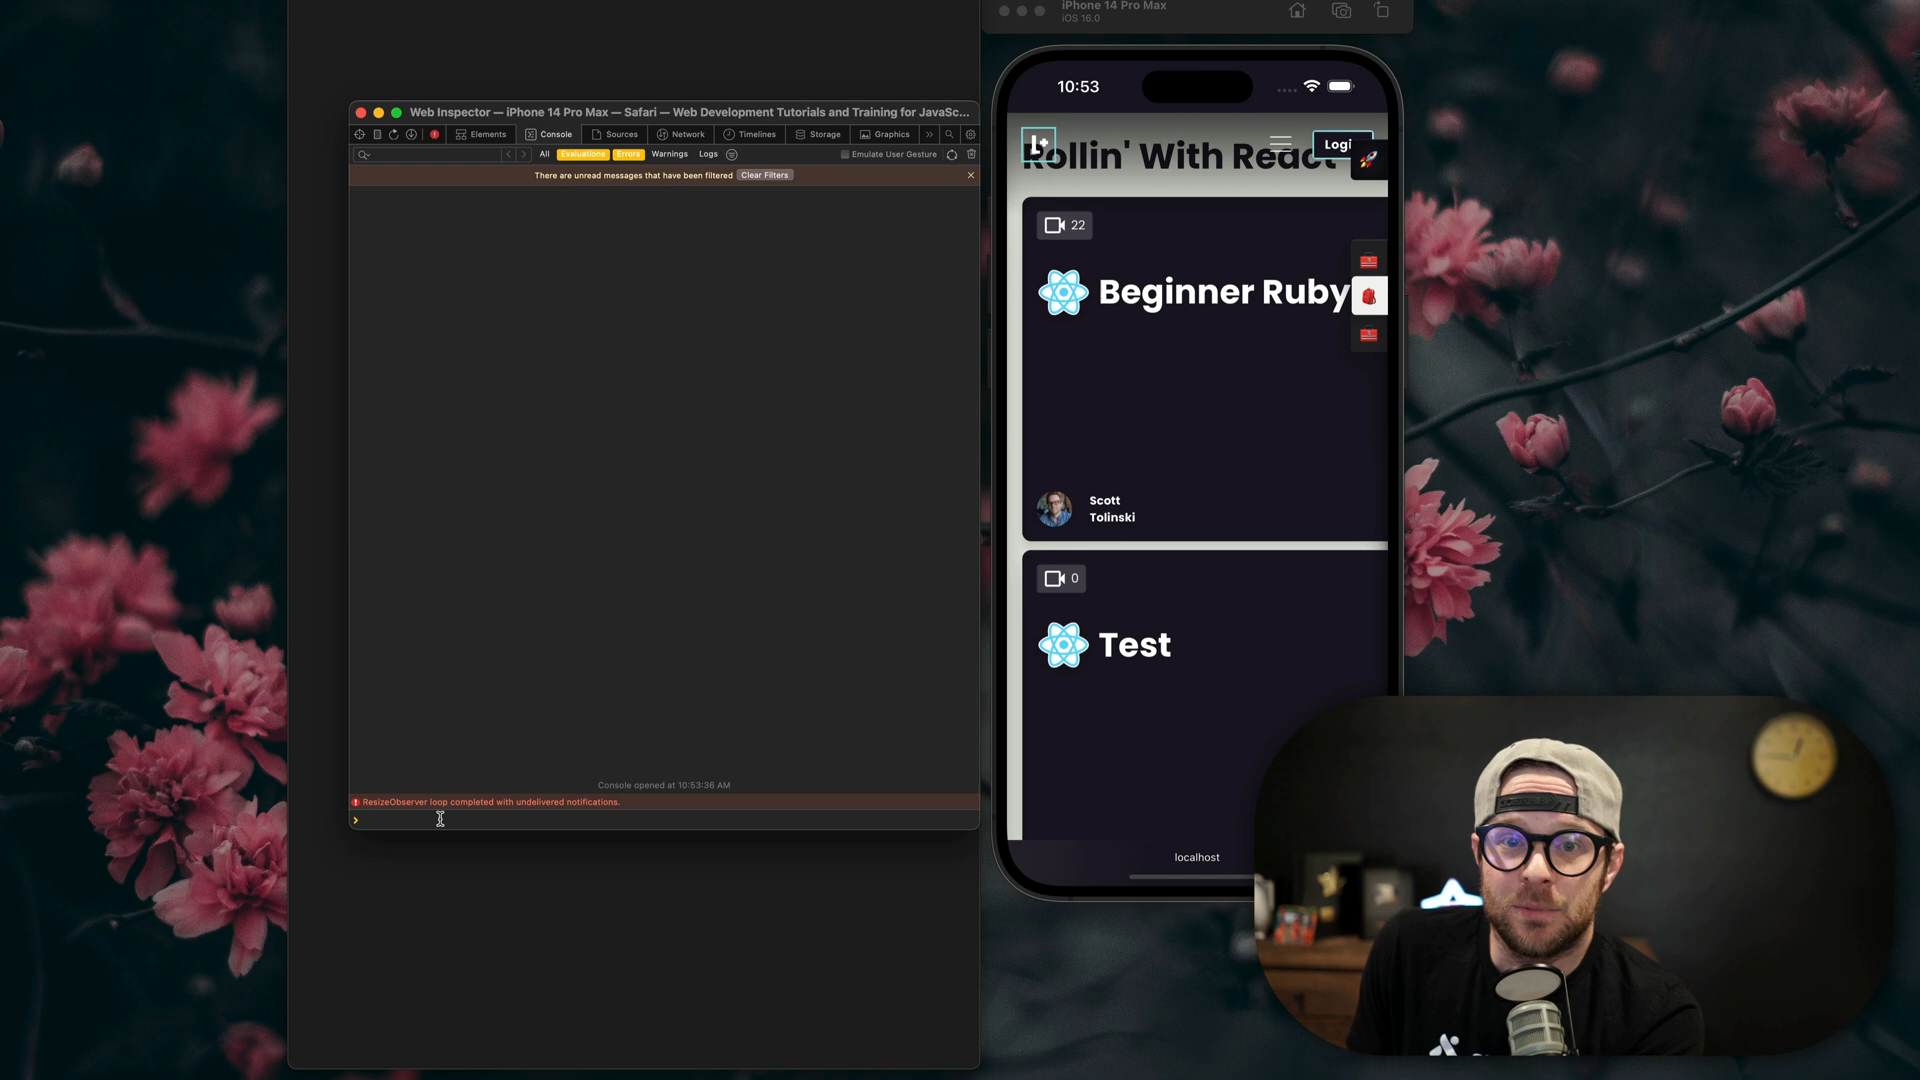 iPhone 14 Pro Max
iOS 16.0
10:53
Web Inspector — iPhone 14 Pro Max — Safari — Web Development Tutorials and Training for JavaSc...
Elements
Console
Sources
Network
Timelines
Storage
Graphics
All
Evaluations
Errors
Warnings
Logs
Emulate User Gesture
There are unread messages that have been filtered
Clear Filters
Console opened at 10:53:36 AM
ResizeObserver loop completed with undelivered notifications.
L+
Rollin' With React
Logi
22
Beginner Ruby
Scott
Tolinski
0
Test
localhost